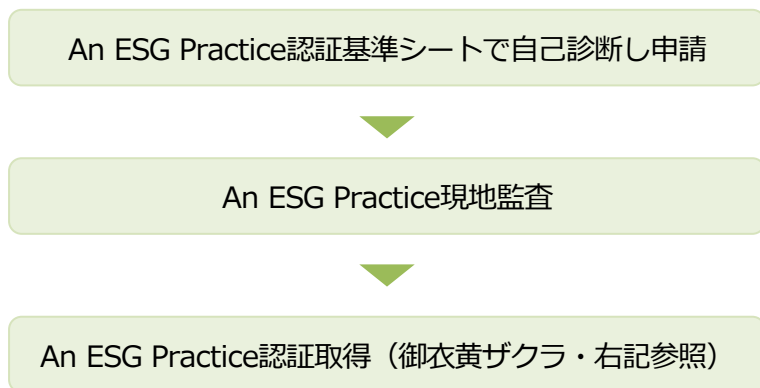 An ESG Practice認証基準シートで自己診断し申請
An ESG Practice現地監査
An ESG Practice認証取得（御衣黄ザクラ・右記参照）